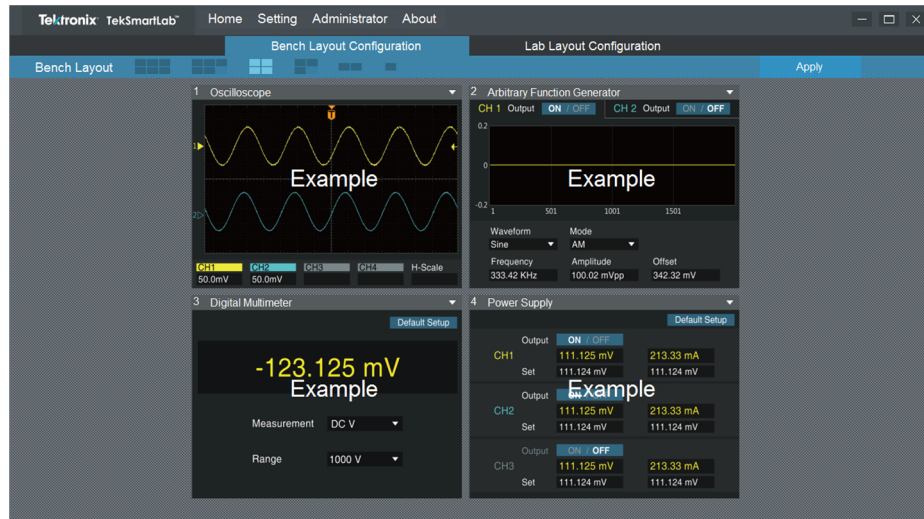 Tektronix TekSmartLab™ Home Setting Administrator About
Bench Layout Configuration Lab Layout Configuration
Bench Layout Apply
1 Oscilloscope
T
1
2
Example
CH1 CH2 CH3 CH4 H-Scale
50.0mV 50.0mV
2 Arbitrary Function Generator
CH 1 Output ON / OFF CH 2 Output ON / OFF
0.2
0
-0.2
1 501 1001 1501
Example
Waveform Mode
Sine AM
Frequency Amplitude Offset
333.42 KHz 100.02 mVpp 342.32 mV
3 Digital Multimeter
Default Setup
-123.125 mV
Example
Measurement DC V
Range 1000 V
4 Power Supply
Default Setup
Output ON / OFF
CH1 111.125 mV 213.33 mA
Set 111.124 mV 111.124 mV
Example
Output ON / OFF
CH2 111.125 mV 213.33 mA
Set 111.124 mV 111.124 mV
Output ON / OFF
CH3 111.125 mV 213.33 mA
Set 111.124 mV 111.124 mV